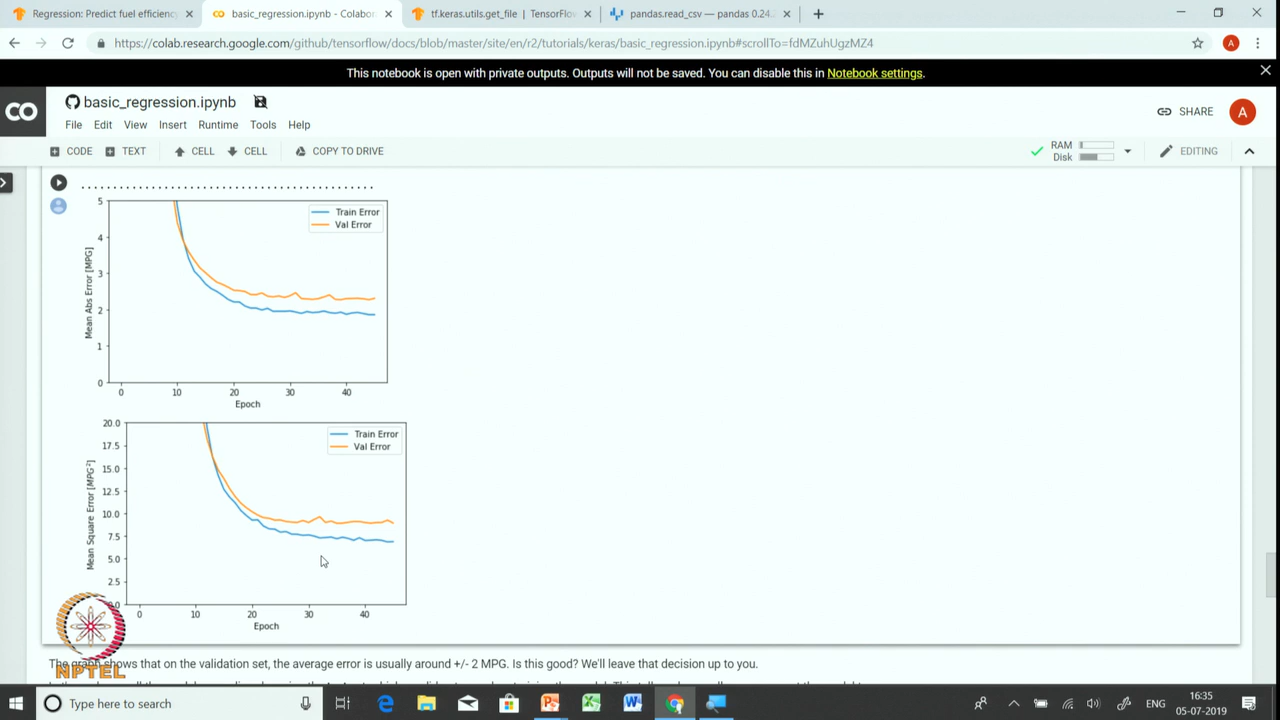 Regression: Predict fuel efficiency
basic_regression.ipynb - Colabor
tf.keras.utils.get_file | TensorFlow
pandas.read_csv — pandas 0.24.
https://colab.research.google.com/github/tensorflow/docs/blob/master/site/en/r2/tutorials/keras/basic_regression.ipynb#scrollTo=fdMZuhUgzMZ4
A
This notebook is open with private outputs. Outputs will not be saved. You can disable this in Notebook settings.
CO
basic_regression.ipynb
SHARE
A
File Edit View Insert Runtime Tools Help
CODE TEXT CELL CELL COPY TO DRIVE
RAM
Disk
EDITING
5
4
3
2
1
0
Mean Abs Error [MPG]
Train Error
Val Error
0 10 20 30 40
Epoch
20.0
17.5
15.0
12.5
10.0
7.5
5.0
2.5
Mean Square Error [MPG²]
Train Error
Val Error
0 10 20 30 40
Epoch
The graph shows that on the validation set, the average error is usually around +/- 2 MPG. Is this good? We'll leave that decision up to you.
NPTEL
Type here to search
ENG
16:35
05-07-2019